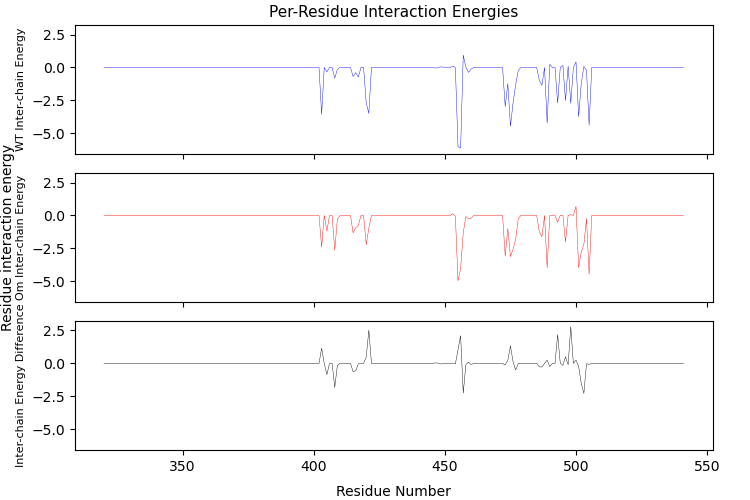 Per-Residue Interaction Energies
WT Inter-chain Energy
2.5
0.0
−2.5
−5.0
Residue interaction energy
Om Inter-chain Energy
2.5
0.0
−2.5
−5.0
Inter-chain Energy Difference
2.5
0.0
−2.5
−5.0
350
400
450
500
550
Residue Number